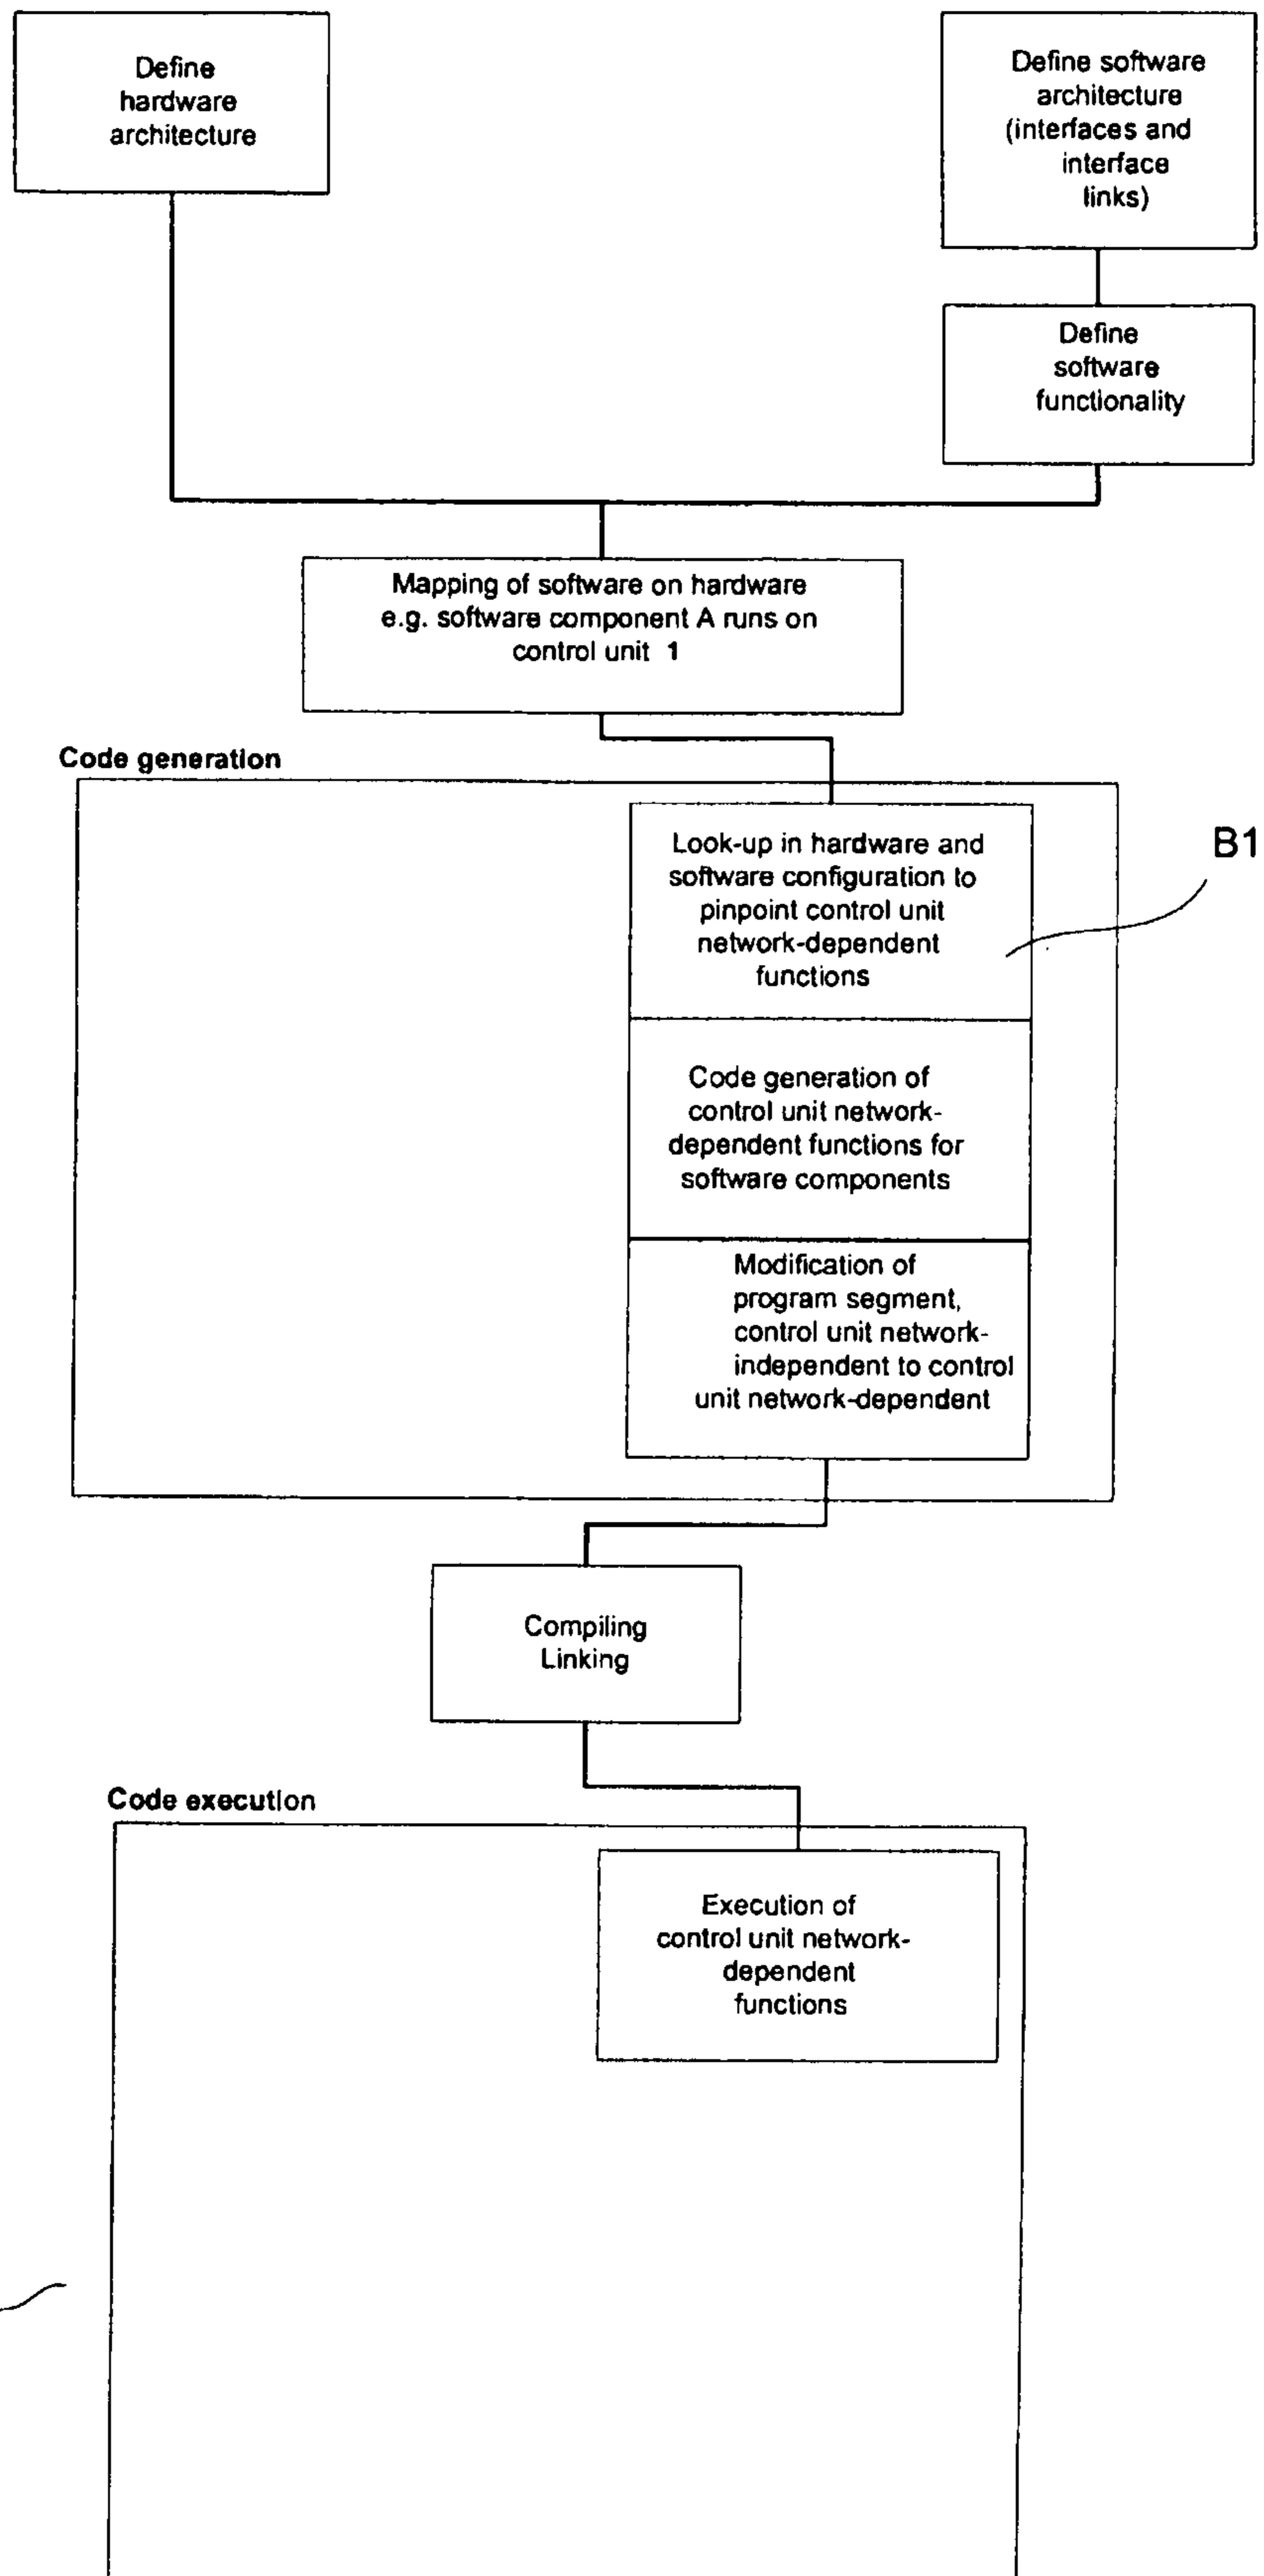 Define
hardware
architecture
Define software
architecture
(interfaces and
interface
links)
Define
software
functionality
Mapping of software on hardware
e.g. software component A runs on
control unit 1
Code generation
Look-up in hardware and
software configuration to
pinpoint control unit
network-dependent
functions
B1
Code generation of
control unit network-
dependent functions for
software components
Modification of
program segment,
control unit network-
independent to control
unit network-dependent
Compiling
Linking
Code execution
Execution of
control unit network-
dependent
functions